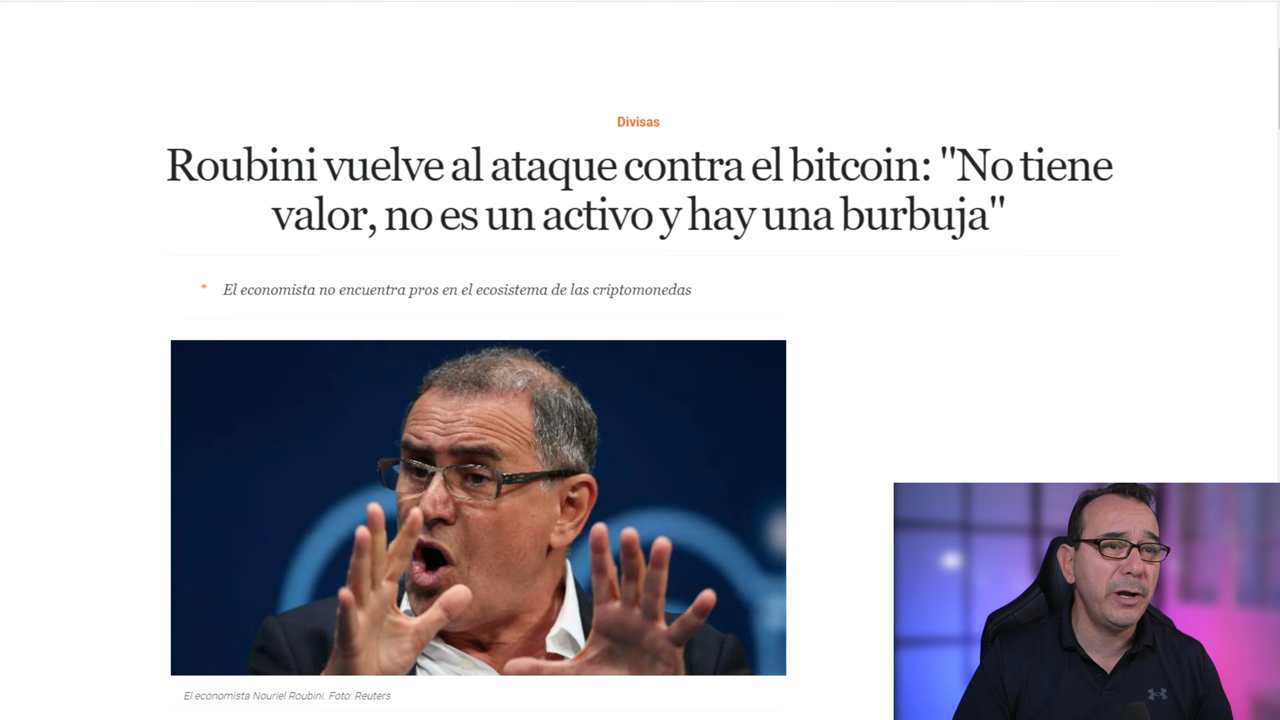 Divisas
Roubini vuelve al ataque contra el bitcoin: "No tiene
valor, no es un activo y hay una burbuja"
* El economista no encuentra pros en el ecosistema de las criptomonedas
El economista Nouriel Roubini. Foto: Reuters